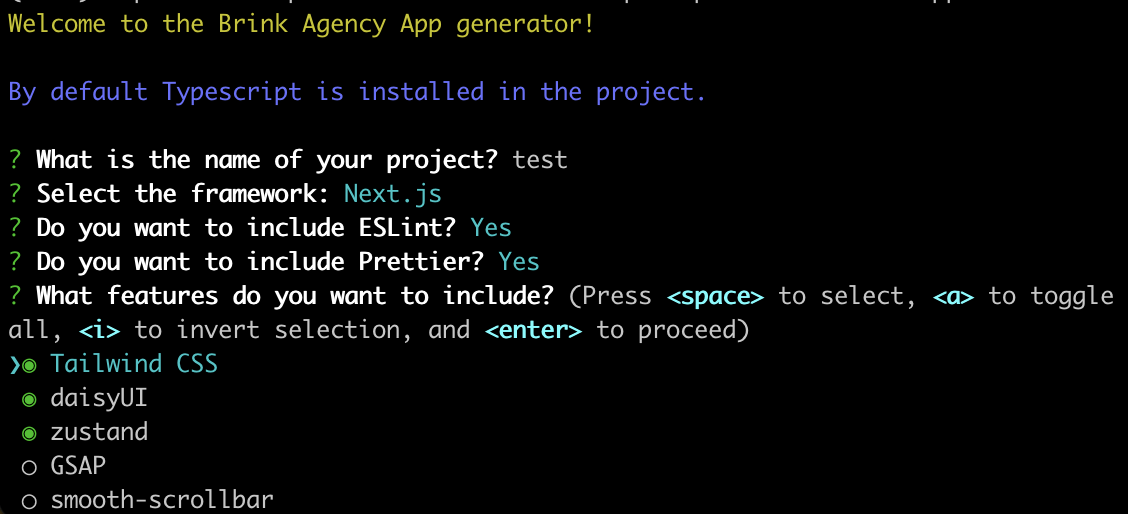 Welcome to the Brink Agency App generator!
By default Typescript is installed in the project.
? What is the name of your project? test
? Select the framework: Next.js
? Do you want to include ESLint? Yes
? Do you want to include Prettier? Yes
? What features do you want to include? (Press <space> to select, <a> to toggle
all, <i> to invert selection, and <enter> to proceed)
❯◉ Tailwind CSS
◉ daisyUI
◉ zustand
◯ GSAP
◯ smooth-scrollbar